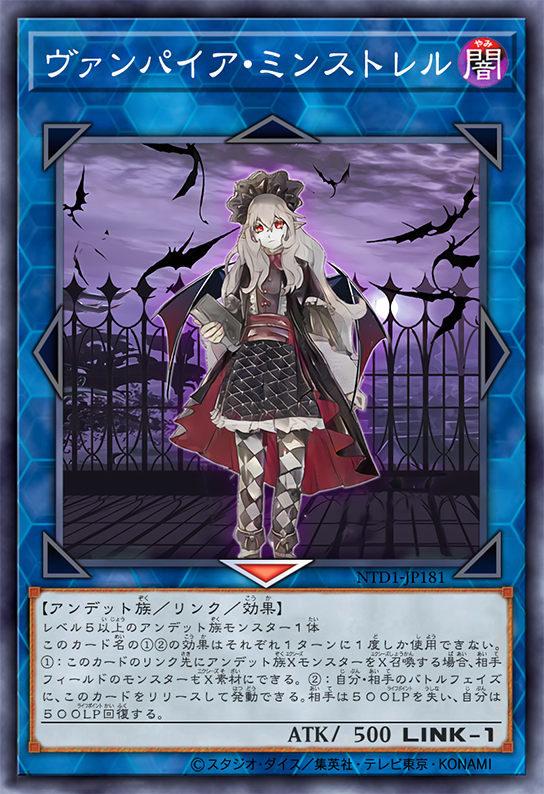 ヴァンパイア・ミンストレル
闇
やみ
NTD1-JP181
【アンデット族／リンク／効果】
レベル5以上のアンデット族モンスター1体
このカード名の①②の効果はそれぞれ1ターンに1度しか使用できない。
①：このカードのリンク先にアンデット族XモンスターをX召喚する場合、相手
フィールドのモンスターもX素材にできる。②：自分・相手のバトルフェイズ
に、このカードをリリースして発動できる。相手は500LPを失い、自分は
500LP回復する。
ATK/ 500 LINK-1
©スタジオ・ダイス/集英社・テレビ東京・KONAMI